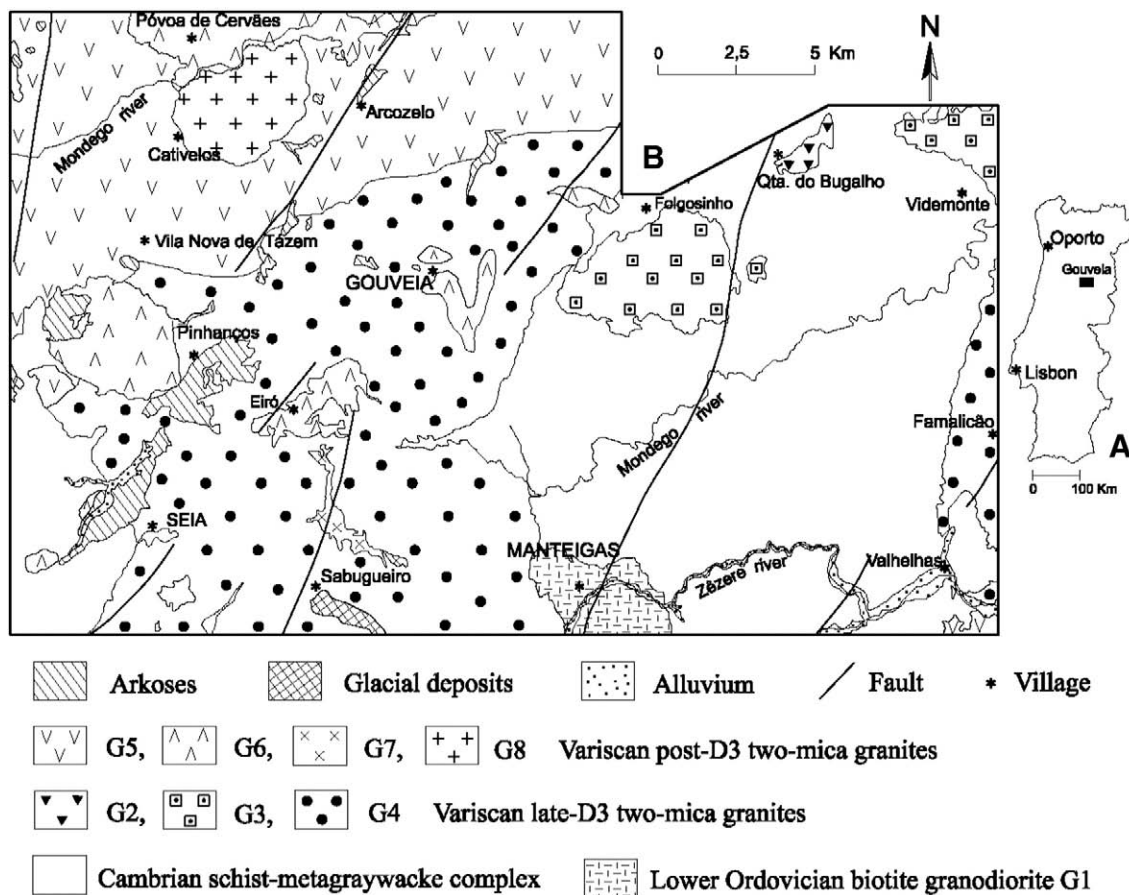 Póvoa de Cervães
0 2,5 5 Km
N
Mondego river
Arcozelo
Cativelos
B
Qta. do Bugalho
Folgosinho
Videmonte
Vila Nova de Tázem
Oporto
GOUVEIA
Gouveia
Pinhanços
Lisbon
Eiró
Mondego river
Famalicão
A
0 100 Km
SEIA
MANTEIGAS
Sabugueiro
Zêzere river
Valhelhas
Arkoses Glacial deposits Alluvium Fault * Village
G5, G6, G7, G8 Variscan post-D3 two-mica granites
G2, G3, G4 Variscan late-D3 two-mica granites
Cambrian schist-metagraywacke complex Lower Ordovician biotite granodiorite G1